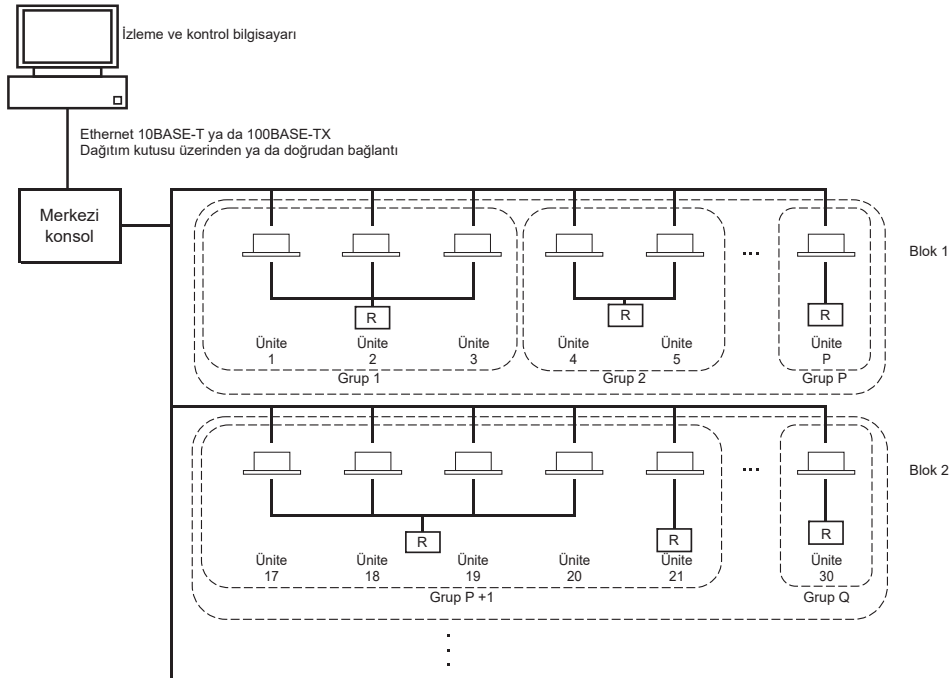 İzleme ve kontrol bilgisayarı
Ethernet 10BASE-T ya da 100BASE-TX
Dağıtım kutusu üzerinden ya da doğrudan bağlantı
Merkezi
konsol
Blok 1
R
R
R
Ünite
1
Ünite
2
Ünite
3
Ünite
4
Ünite
5
Ünite
P
Grup 1
Grup 2
Grup P
Blok 2
R
R
R
Ünite
17
Ünite
18
Ünite
19
Ünite
20
Ünite
21
Ünite
30
Grup P +1
Grup Q